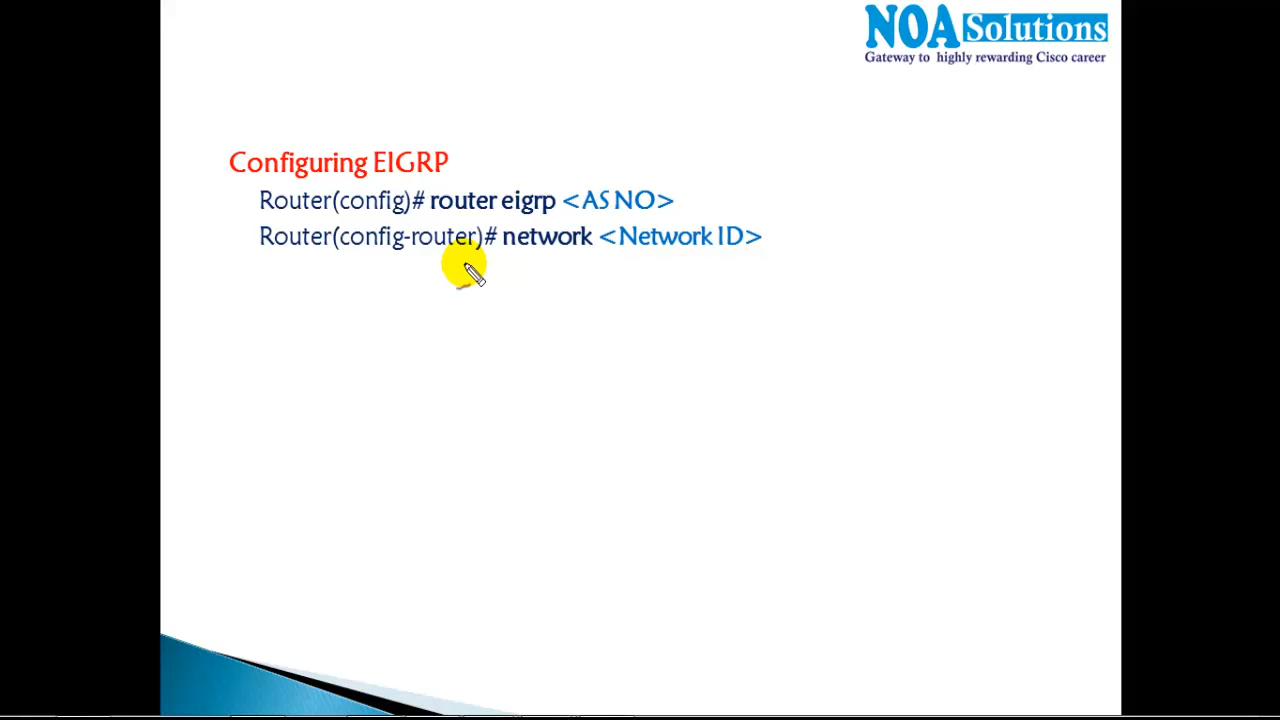 NOA Solutions
Gateway to highly rewarding Cisco career
Configuring EIGRP
Router(config)# router eigrp <AS NO>
Router(config-router)# network <Network ID>